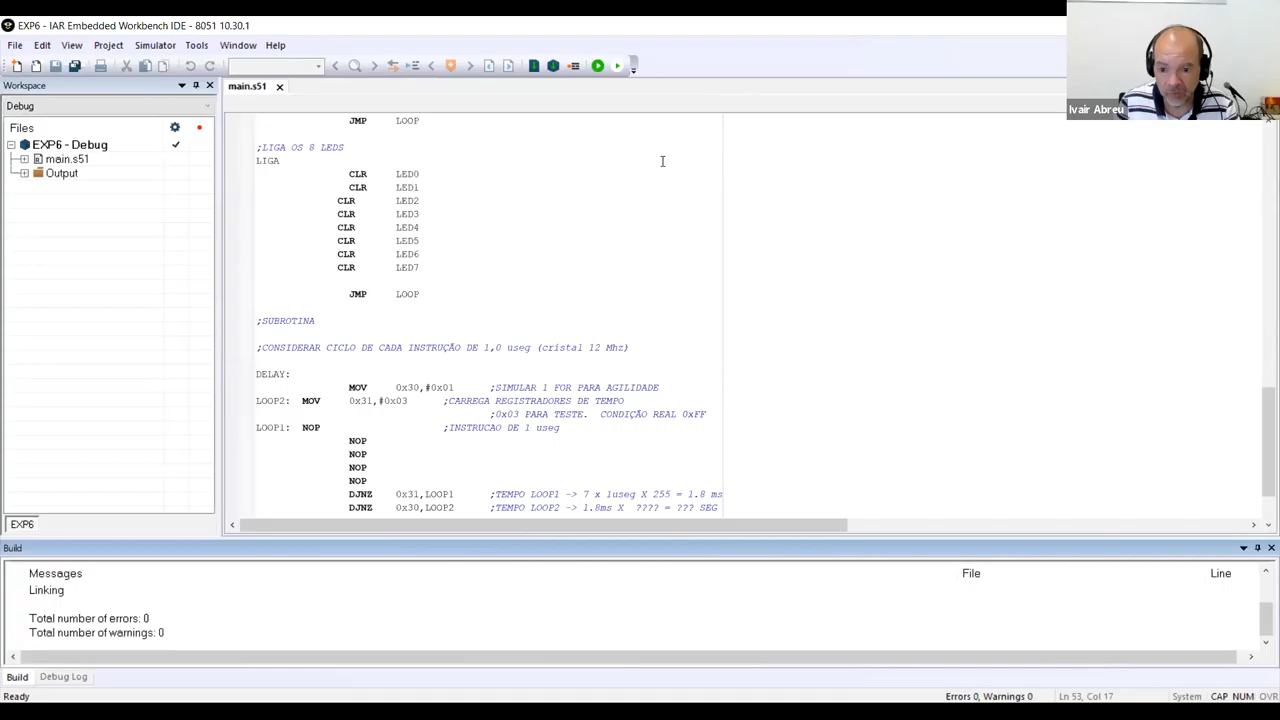 EXP6 - IAR Embedded Workbench IDE - 8051 10.30.1
File Edit View Project Simulator Tools Window Help
Workspace
main.s51
Debug
Files
EXP6 - Debug
main.s51
Output
EXP6
JMP LOOP
;LIGA OS 8 LEDS
LIGA
CLR LED0
CLR LED1
CLR LED2
CLR LED3
CLR LED4
CLR LED5
CLR LED6
CLR LED7
JMP LOOP
;SUBROTINA
;CONSIDERAR CICLO DE CADA INSTRUÇÃO DE 1,0 useg (cristal 12 Mhz)
DELAY:
MOV 0x30,#0x01 ;SIMULAR 1 FOR PARA AGILIDADE
LOOP2: MOV 0x31,#0x03 ;CARREGA REGISTRADORES DE TEMPO
;0x03 PARA TESTE. CONDIÇÃO REAL 0xFF
LOOP1: NOP ;INSTRUCAO DE 1 useg
NOP
NOP
NOP
NOP
DJNZ 0x31,LOOP1 ;TEMPO LOOP1 -> 7 x 1useg X 255 = 1.8 ms
DJNZ 0x30,LOOP2 ;TEMPO LOOP2 -> 1.8ms X ???? = ??? SEG
Ivair Abreu
Build
Messages File Line
Linking
Total number of errors: 0
Total number of warnings: 0
Build Debug Log
Ready Errors 0, Warnings 0 Ln 53, Col 17 System CAP NUM OVR